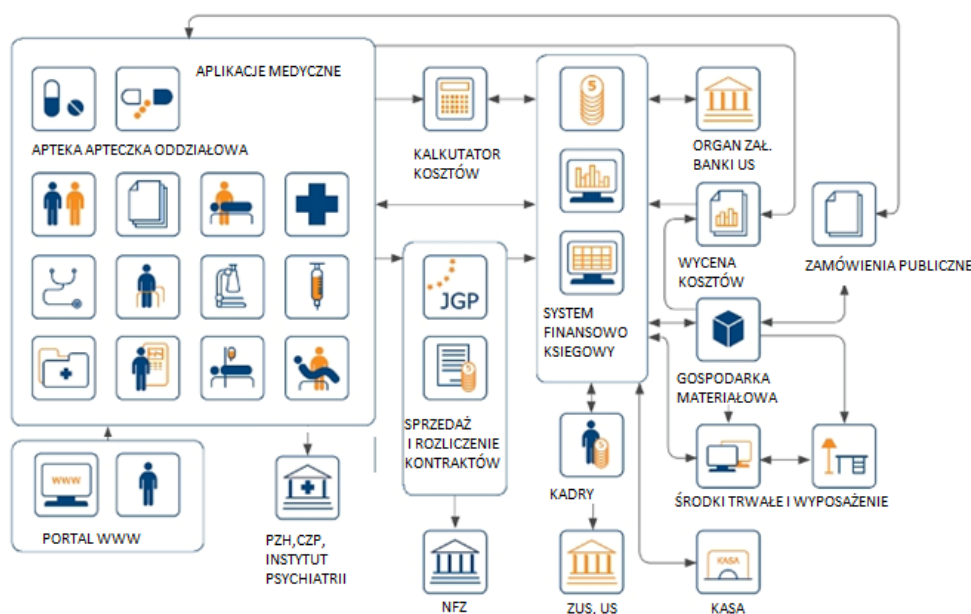 APLIKACJE MEDYCZNE
APTEKA APTECZKA ODDZIAŁOWA
KALKUTATOR
KOSZTÓW
5
ORGAN ZAŁ.
BANKI US
WYCENA
KOSZTÓW
ZAMÓWIENIA PUBLICZNE
JGP
SYSTEM
FINANSOWO
KSIEGOWY
GOSPODARKA
MATERIAŁOWA
SPRZEDAŻ
I ROZLICZENIE
KONTRAKTÓW
WWW
PORTAL WWW
PZH,CZP,
INSTYTUT
PSYCHIATRII
KADRY
ŚRODKI TRWAŁE I WYPOSAŻENIE
NFZ
ZUS, US
KASA
KASA